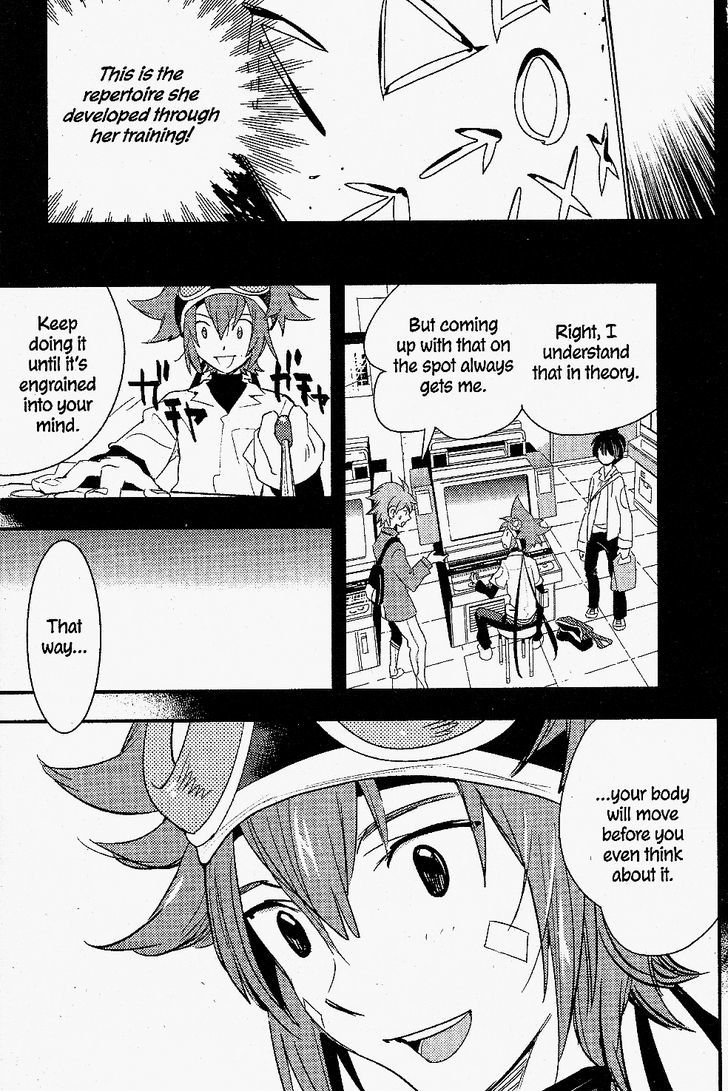 This is the
repertoire she
developed through
her training!
Right, I
understand
that in theory.
But coming
up with that on
the spot always
gets me.
Keep
doing it
until it's
engrained
into your
mind.
ガチャ
ガチャ
That
way...
...your body
will move
before you
even think
about it.